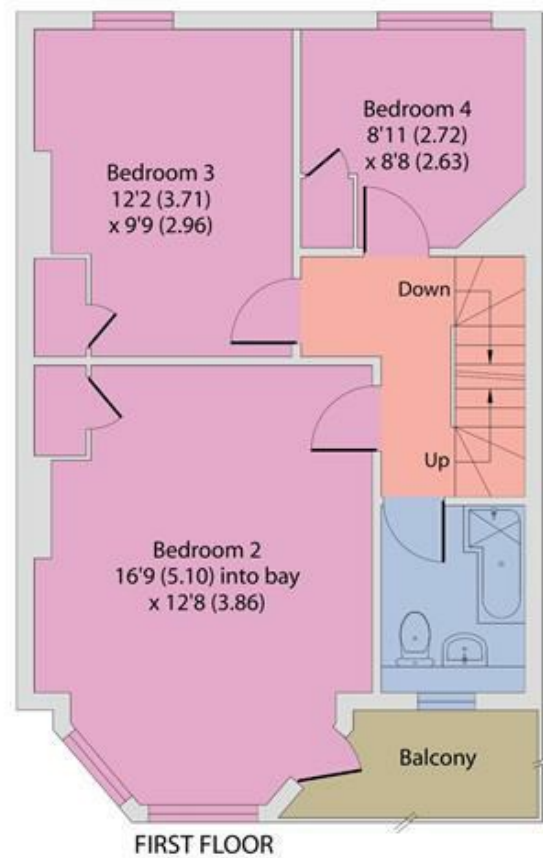 Bedroom 4
8'11 (2.72)
x 8'8 (2.63)
Bedroom 3
12'2 (3.71)
x 9'9 (2.96)
Down
Up
Bedroom 2
16'9 (5.10) into bay
x 12'8 (3.86)
Balcony
FIRST FLOOR